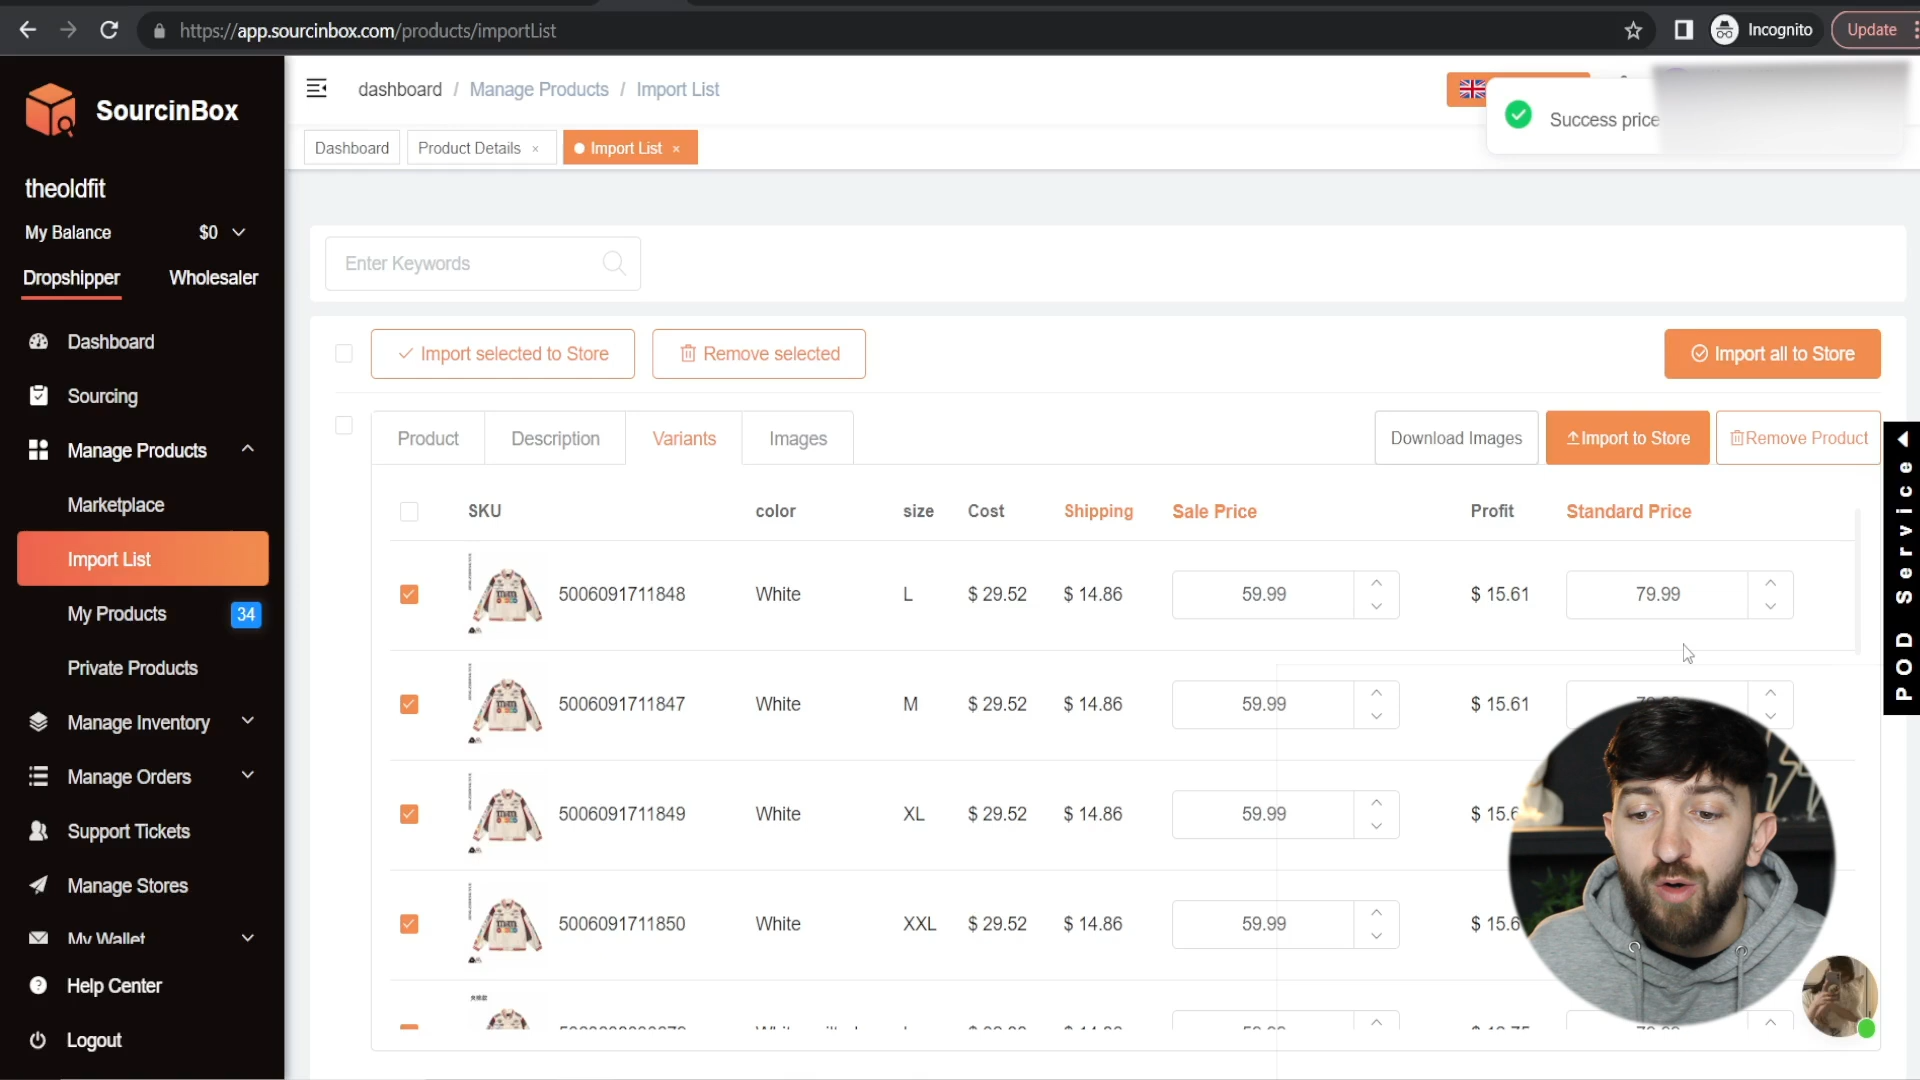 https://app.sourcinbox.com/products/importList
Incognito
Update
SourcinBox
theoldfit
My Balance
$0
Dropshipper
Wholesaler
Dashboard
Sourcing
Manage Products
Marketplace
Import List
My Products
34
Private Products
Manage Inventory
Manage Orders
Support Tickets
Manage Stores
My Wallet
Help Center
Logout
dashboard / Manage Products / Import List
Success price
Dashboard
Product Details ×
Import List ×
Enter Keywords
Import selected to Store
Remove selected
Import all to Store
Product
Description
Variants
Images
Download Images
Import to Store
Remove Product
POD Service
SKU color size Cost Shipping Sale Price Profit Standard Price
5006091711848 White L $ 29.52 $ 14.86 59.99 $ 15.61 79.99
5006091711847 White M $ 29.52 $ 14.86 59.99 $ 15.61
5006091711849 White XL $ 29.52 $ 14.86 59.99
5006091711850 White XXL $ 29.52 $ 14.86 59.99